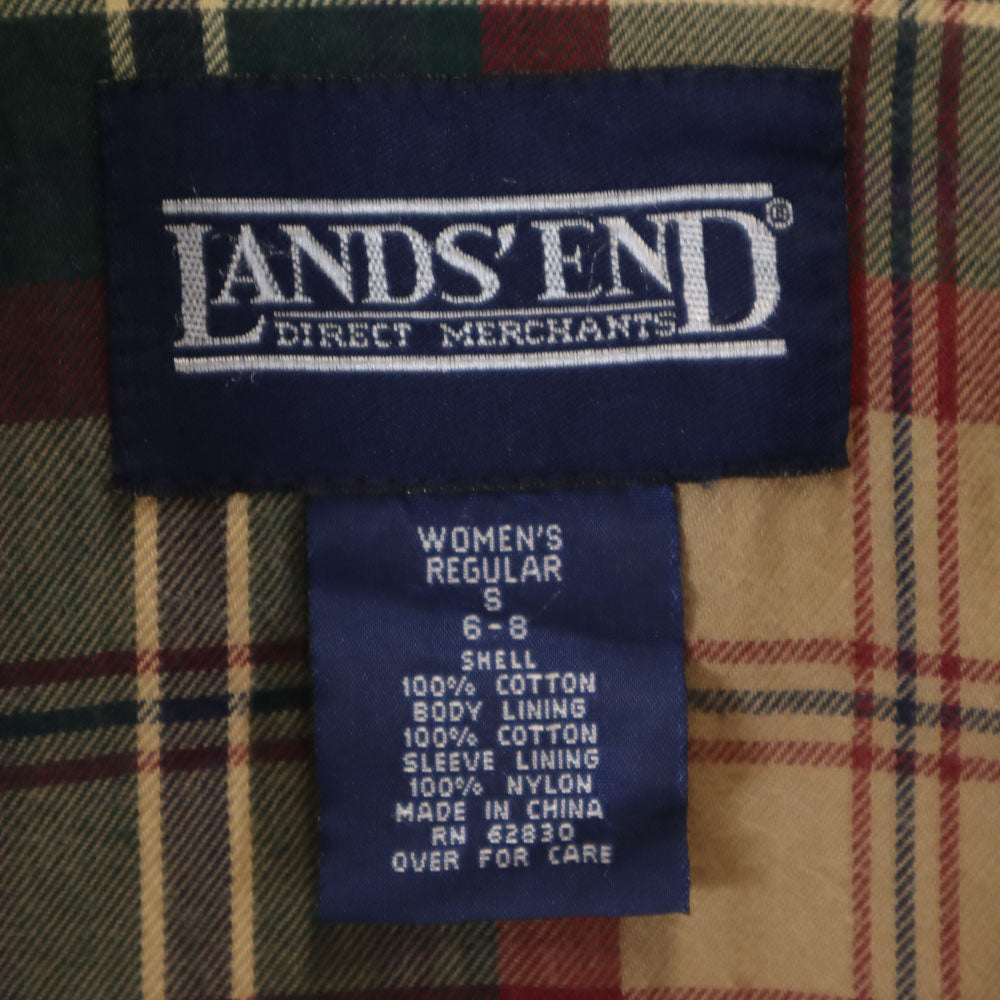 LANDS' END®
DIRECT MERCHANTS
WOMEN'S
REGULAR
S
6-8
SHELL
100% COTTON
BODY LINING
100% COTTON
SLEEVE LINING
100% NYLON
MADE IN CHINA
RN 62830
OVER FOR CARE